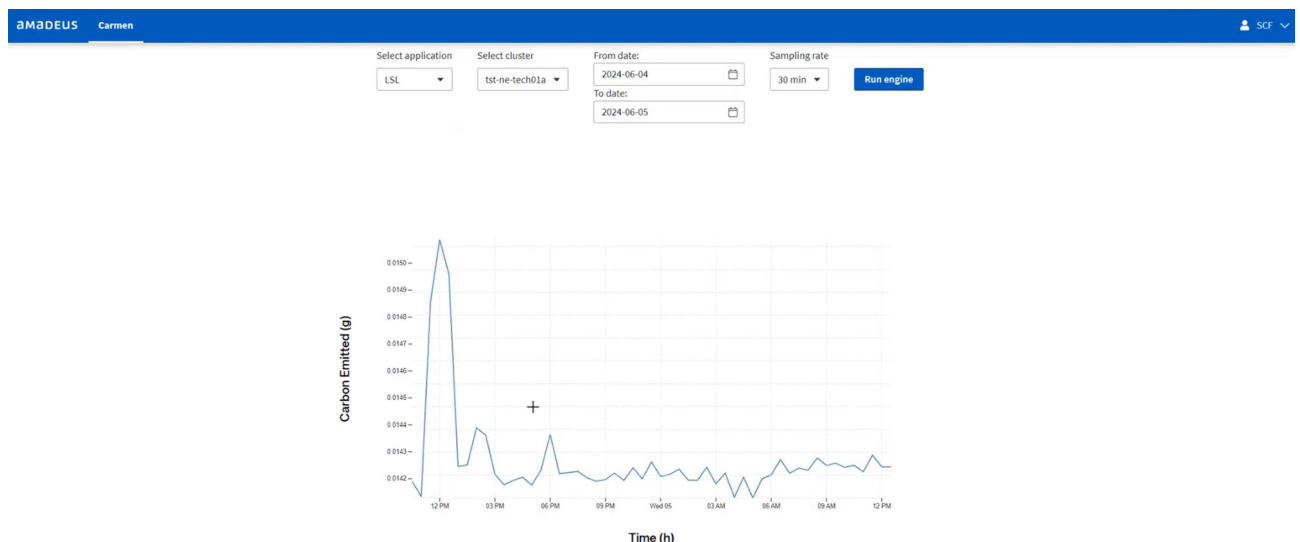 aмaDEUS Carmen SCF
Select application Select cluster From date: Sampling rate
LSL tst-ne-tech01a 2024-06-04 30 min Run engine
To date:
2024-06-05
0.0150
0.0149
0.0148
0.0147
0.0146
0.0145
0.0144
0.0143
0.0142
Carbon Emitted (g)
12 PM 03 PM 06 PM 09 PM Wed 05 03 AM 06 AM 09 AM 12 PM
Time (h)